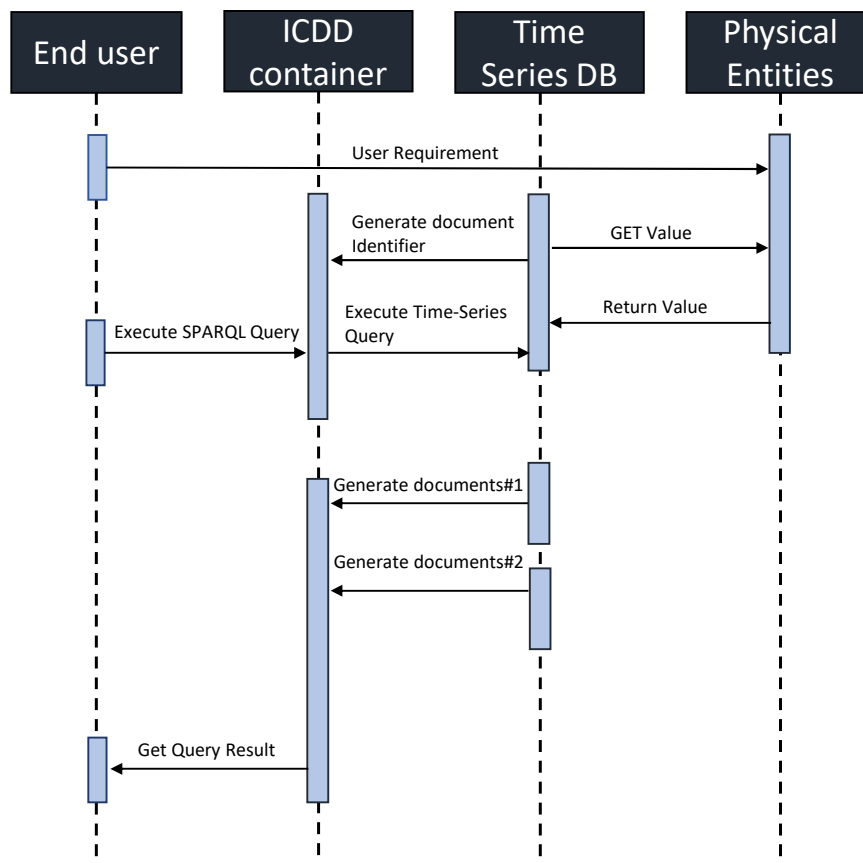 End user
ICDD
container
Time
Series DB
Physical
Entities
User Requirement
Generate document
Identifier
GET Value
Return Value
Execute SPARQL Query
Execute Time-Series
Query
Generate documents#1
Generate documents#2
Get Query Result